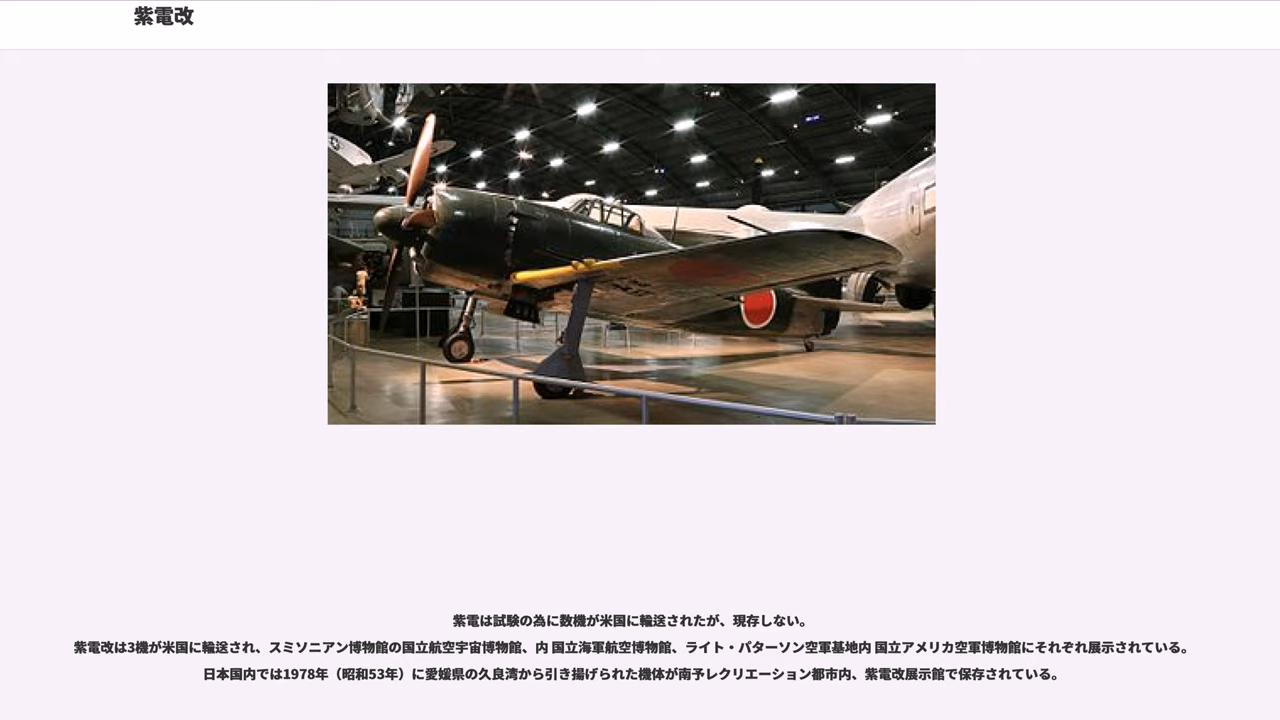 紫電改
紫電は試験の為に数機が米国に輸送されたが、現存しない。
紫電改は3機が米国に輸送され、スミソニアン博物館の国立航空宇宙博物館、内 国立海軍航空博物館、ライト・パターソン空軍基地内 国立アメリカ空軍博物館にそれぞれ展示されている。
日本国内では1978年（昭和53年）に愛媛県の久良湾から引き揚げられた機体が南予レクリエーション都市内、紫電改展示館で保存されている。